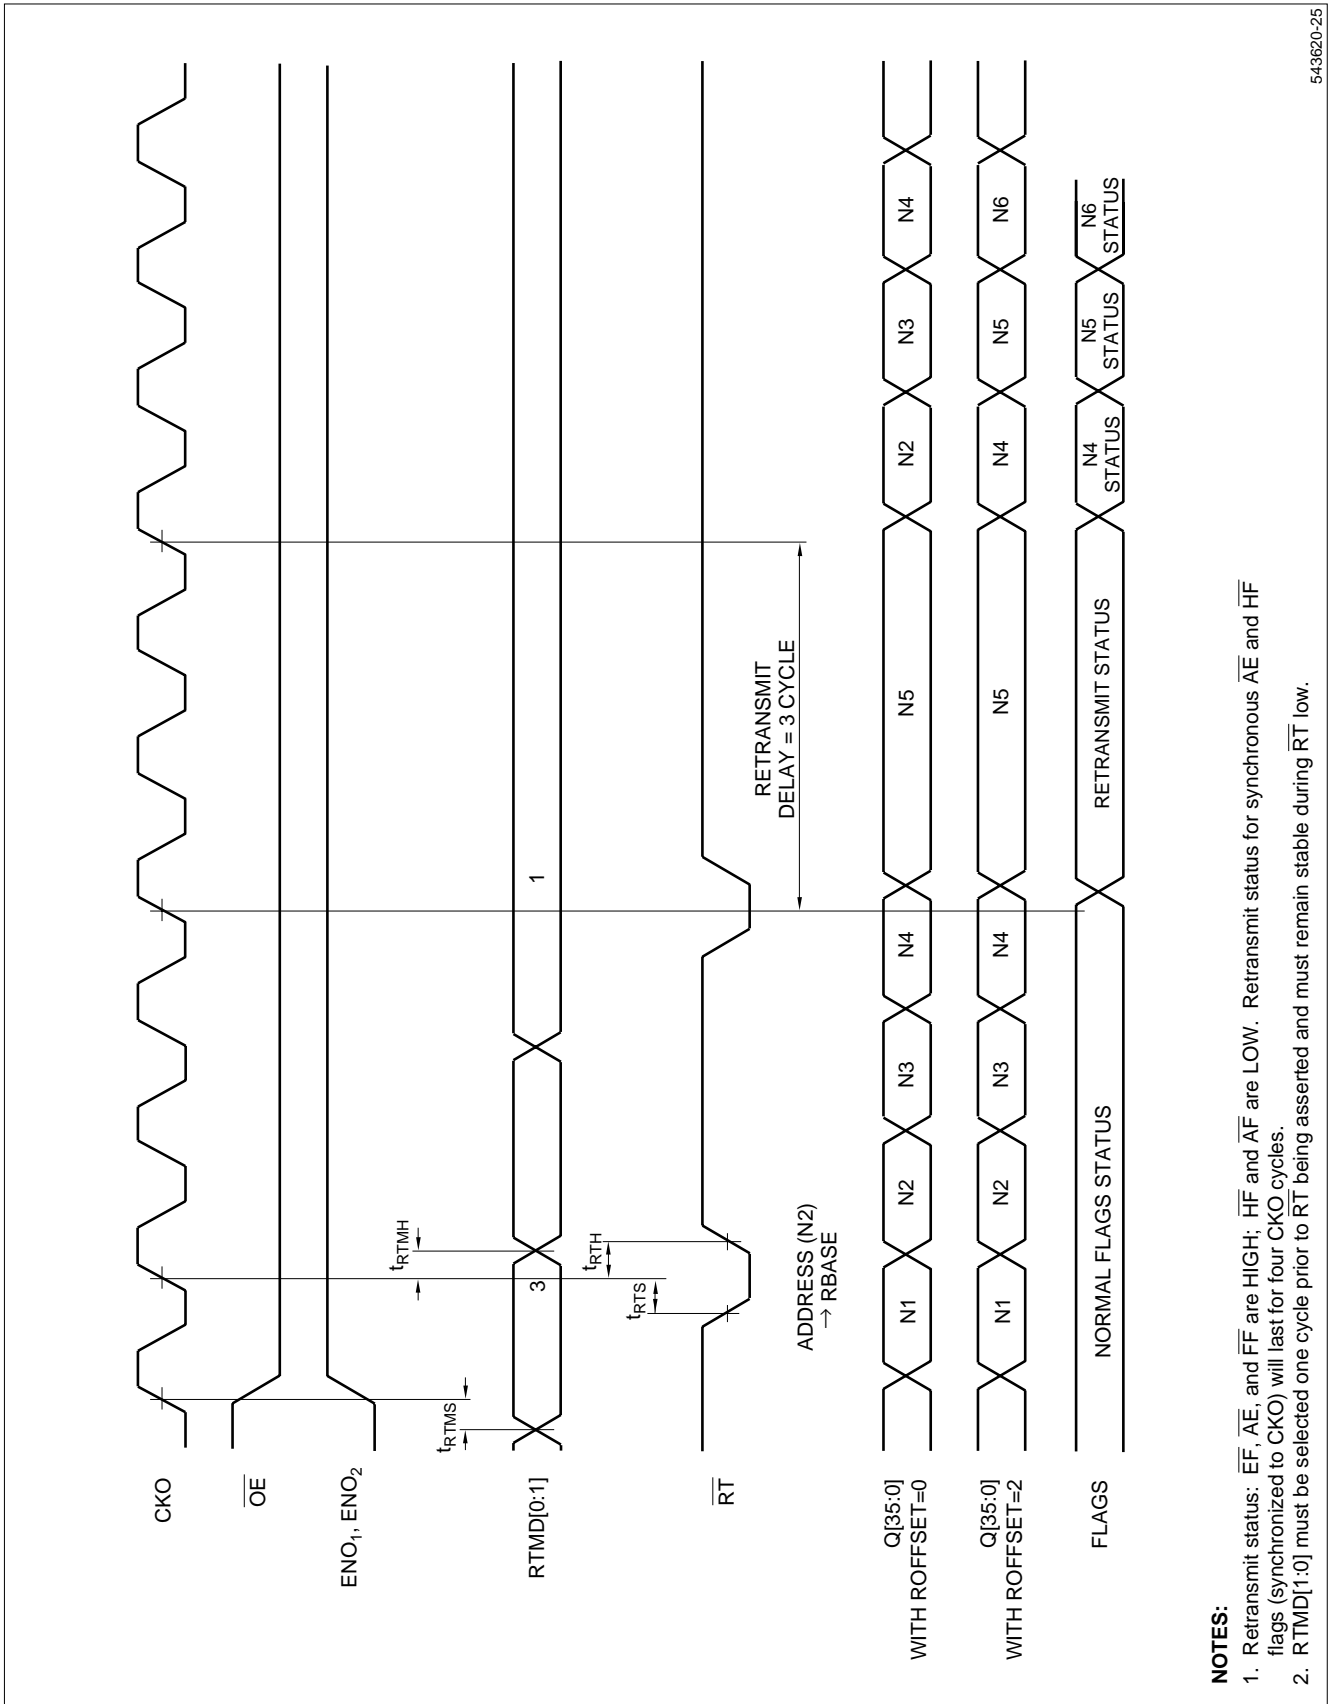 CKO
OE
ENO1, ENO2
tRTMS
tRTMH
RTMD[0:1]
3
1
tRTS
tRTH
RT
RETRANSMIT
DELAY = 3 CYCLE
ADDRESS (N2)
→ RBASE
Q[35:0]
WITH ROFFSET=0
N1 N2 N3 N4 N5 N2 N3 N4
Q[35:0]
WITH ROFFSET=2
N1 N2 N3 N4 N5 N4 N5 N6
FLAGS
NORMAL FLAGS STATUS
RETRANSMIT STATUS
N4
STATUS
N5
STATUS
N6
STATUS
NOTES:
1. Retransmit status: EF, AE, and FF are HIGH; HF and AF are LOW. Retransmit status for synchronous AE and HF
flags (synchronized to CKO) will last for four CKO cycles.
2. RTMD[1:0] must be selected one cycle prior to RT being asserted and must remain stable during RT low.
543620-25